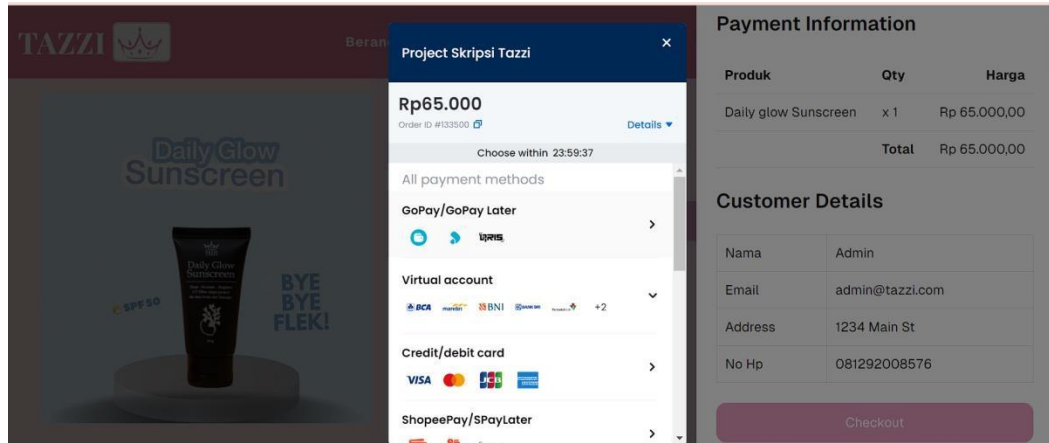 TAZZI
Beran
Daily Glow
Sunscreen
Daily Glow
Sunscreen
SPF 50
BYE
BYE
FLEK!
Project Skripsi Tazzi
×
Rp65.000
Order ID #133500
Details
Choose within 23:59:37
All payment methods
GoPay/GoPay Later
QRIS
Virtual account
BCA mandiri BNI +2
Credit/debit card
VISA JCB
ShopeePay/SPayLater
Payment Information
Produk Qty Harga
Daily glow Sunscreen x 1 Rp 65.000,00
Total Rp 65.000,00
Customer Details
Nama Admin
Email admin@tazzi.com
Address 1234 Main St
No Hp 081292008576
Checkout